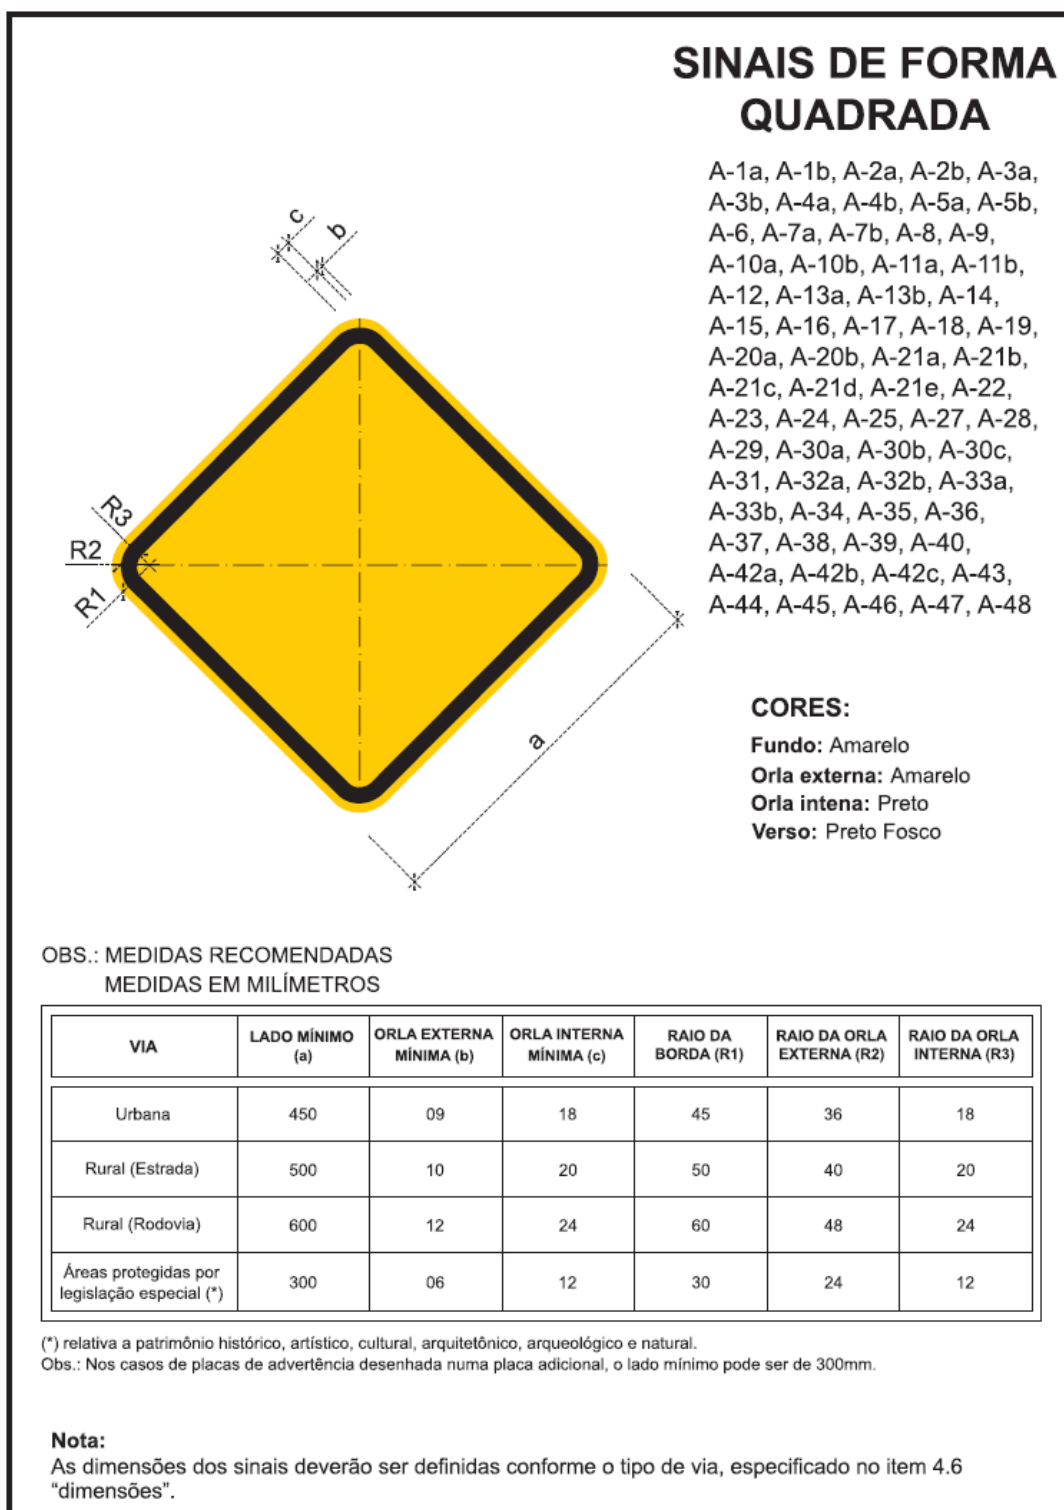 SINAIS DE FORMA
QUADRADA
A-1a, A-1b, A-2a, A-2b, A-3a,
A-3b, A-4a, A-4b, A-5a, A-5b,
A-6, A-7a, A-7b, A-8, A-9,
A-10a, A-10b, A-11a, A-11b,
A-12, A-13a, A-13b, A-14,
A-15, A-16, A-17, A-18, A-19,
A-20a, A-20b, A-21a, A-21b,
A-21c, A-21d, A-21e, A-22,
A-23, A-24, A-25, A-27, A-28,
A-29, A-30a, A-30b, A-30c,
A-31, A-32a, A-32b, A-33a,
A-33b, A-34, A-35, A-36,
A-37, A-38, A-39, A-40,
A-42a, A-42b, A-42c, A-43,
A-44, A-45, A-46, A-47, A-48
c
b
R3
R2
R1
a
CORES:
Fundo: Amarelo
Orla externa: Amarelo
Orla intena: Preto
Verso: Preto Fosco
OBS.: MEDIDAS RECOMENDADAS
MEDIDAS EM MILÍMETROS
VIA LADO MÍNIMO (a) ORLA EXTERNA MÍNIMA (b) ORLA INTERNA MÍNIMA (c) RAIO DA BORDA (R1) RAIO DA ORLA EXTERNA (R2) RAIO DA ORLA INTERNA (R3)
Urbana 450 09 18 45 36 18
Rural (Estrada) 500 10 20 50 40 20
Rural (Rodovia) 600 12 24 60 48 24
Áreas protegidas por legislação especial (*) 300 06 12 30 24 12
(*) relativa a patrimônio histórico, artístico, cultural, arquitetônico, arqueológico e natural.
Obs.: Nos casos de placas de advertência desenhada numa placa adicional, o lado mínimo pode ser de 300mm.
Nota:
As dimensões dos sinais deverão ser definidas conforme o tipo de via, especificado no item 4.6
“dimensões”.